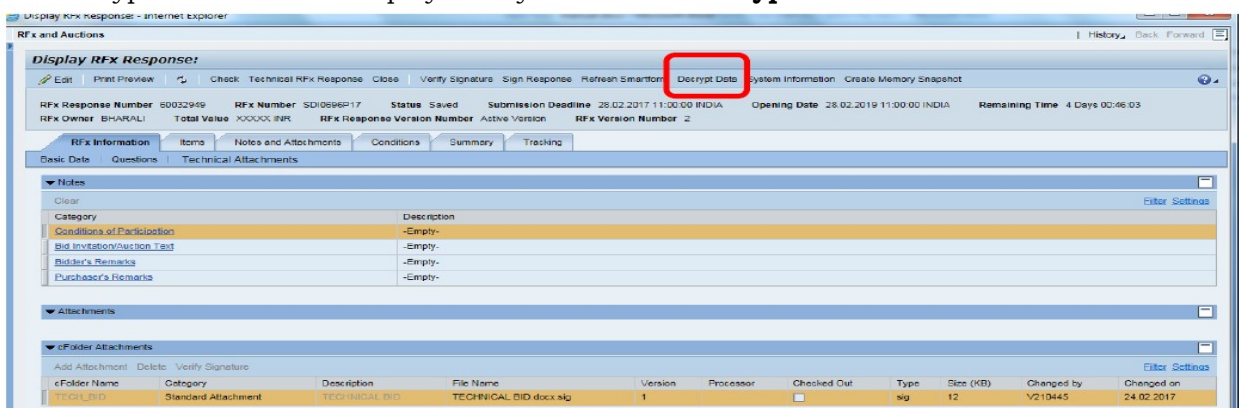 Display RFx Response: - Internet Explorer
RFx and Auctions | History Back Forward
Display RFx Response:
Edit | Print Preview | Check Technical RFx Response Close | Verify Signature Sign Response Refresh Smartform Decrypt Data System Information Create Memory Snapshot
RFx Response Number 60032949 RFx Number SDI0696P17 Status Saved Submission Deadline 28.02.2017 11:00:00 INDIA Opening Date 28.02.2019 11:00:00 INDIA Remaining Time 4 Days 00:46:03
RFx Owner BHARALI Total Value XXXXX INR RFx Response Version Number Active Version RFx Version Number 2
RFx Information Items Notes and Attachments Conditions Summary Tracking
Basic Data | Questions | Technical Attachments
Notes
Clear Filter Settings
Category Description
Conditions of Participation -Empty-
Bid Invitation/Auction Text -Empty-
Bidder's Remarks -Empty-
Purchaser's Remarks -Empty-
Attachments
cFolder Attachments
Add Attachment Delete Verify Signature Filter Settings
cFolder Name Category Description File Name Version Processor Checked Out Type Size (KB) Changed by Changed on
TECH_BID Standard Attachment TECHNICAL BID TECHNICAL BID.docx.sig 1 sig 12 V210445 24.02.2017